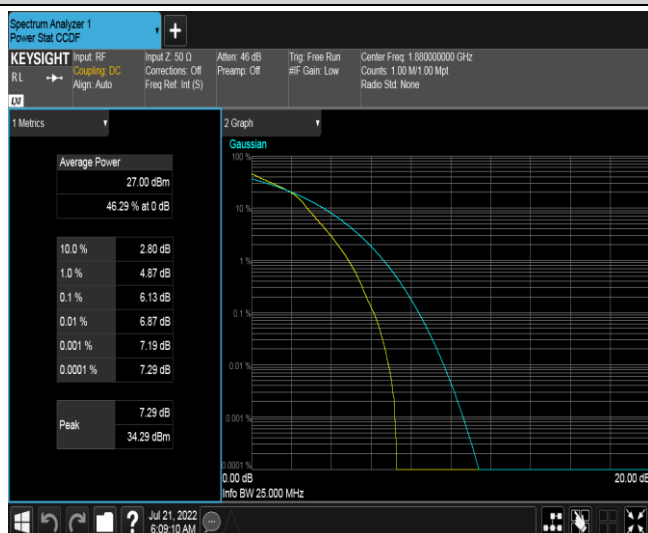 Spectrum Analyzer 1
Power Stat CCDF
+
KEYSIGHT
Input: RF
Coupling: DC
Align: Auto
Input Z: 50 Ω
Corrections: Off
Freq Ref: Int (S)
Atten: 46 dB
Preamp: Off
Trig: Free Run
#IF Gain: Low
Center Freq: 1.880000000 GHz
Counts: 1.00 M/1.00 Mpt
Radio Std: None
R L
LXI
1 Metrics
Average Power
27.00 dBm
46.29 % at 0 dB
10.0 % 2.80 dB
1.0 % 4.87 dB
0.1 % 6.13 dB
0.01 % 6.87 dB
0.001 % 7.19 dB
0.0001 % 7.29 dB
Peak
7.29 dB
34.29 dBm
2 Graph
Gaussian
100 %
10 %
1 %
0.1 %
0.01 %
0.001 %
0.0001 %
0.00 dB
20.00 dB
Info BW 25.000 MHz
?
Jul 21, 2022
6:09:10 AM